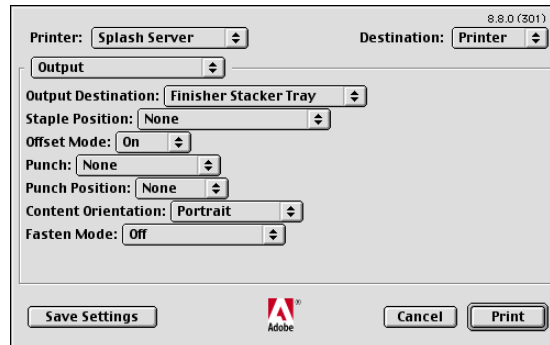 8.8.0 (301)
Printer: Splash Server Destination: Printer
Output
Output Destination: Finisher Stacker Tray
Staple Position: None
Offset Mode: On
Punch: None
Punch Position: None
Content Orientation: Portrait
Fasten Mode: Off
Save Settings Adobe® Cancel Print